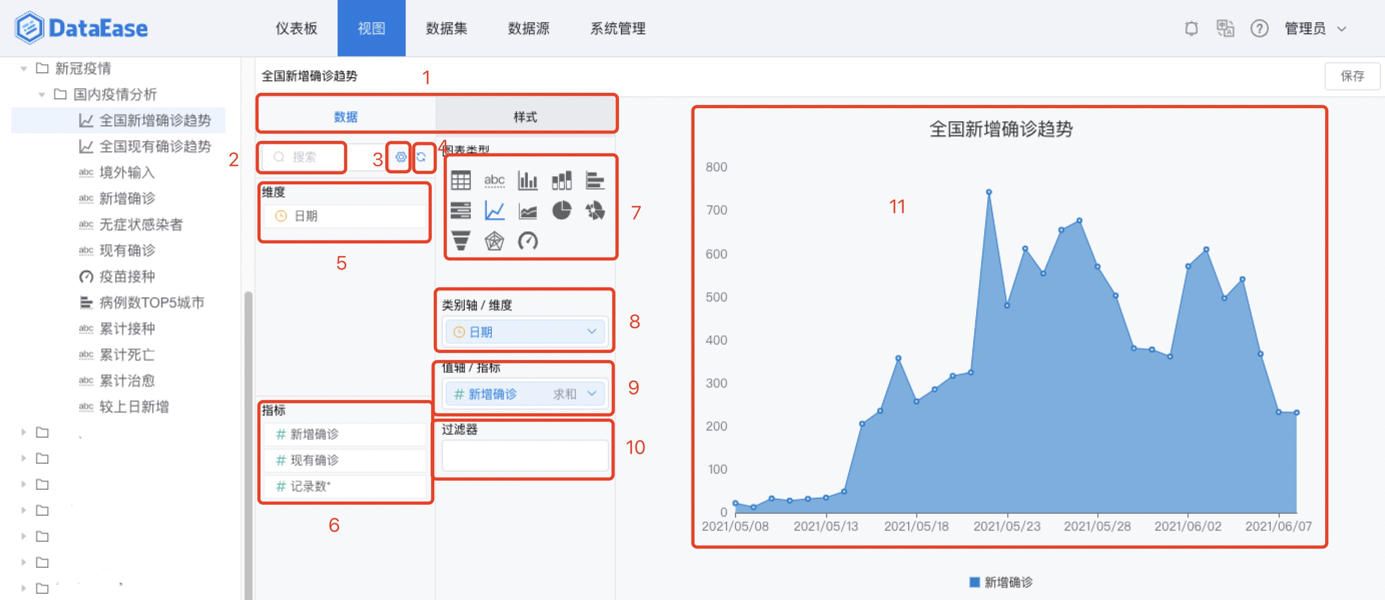 DataEase 仪表板 视图 数据集 数据源 系统管理 管理员
新冠疫情
国内疫情分析
全国新增确诊趋势
全国现有确诊趋势
abc 境外输入
abc 新增确诊
abc 无症状感染者
abc 现有确诊
疫苗接种
病例数TOP5城市
abc 累计接种
abc 累计死亡
abc 累计治愈
abc 较上日新增
全国新增确诊趋势
1
保存
数据 样式
2
搜索
3
4
图表类型
abc
7
维度
日期
5
类别轴 / 维度
日期
8
值轴 / 指标
# 新增确诊 求和
9
过滤器
10
指标
# 新增确诊
# 现有确诊
# 记录数*
6
全国新增确诊趋势
11
800
700
600
500
400
300
200
100
0
2021/05/08 2021/05/13 2021/05/18 2021/05/23 2021/05/28 2021/06/02 2021/06/07
新增确诊